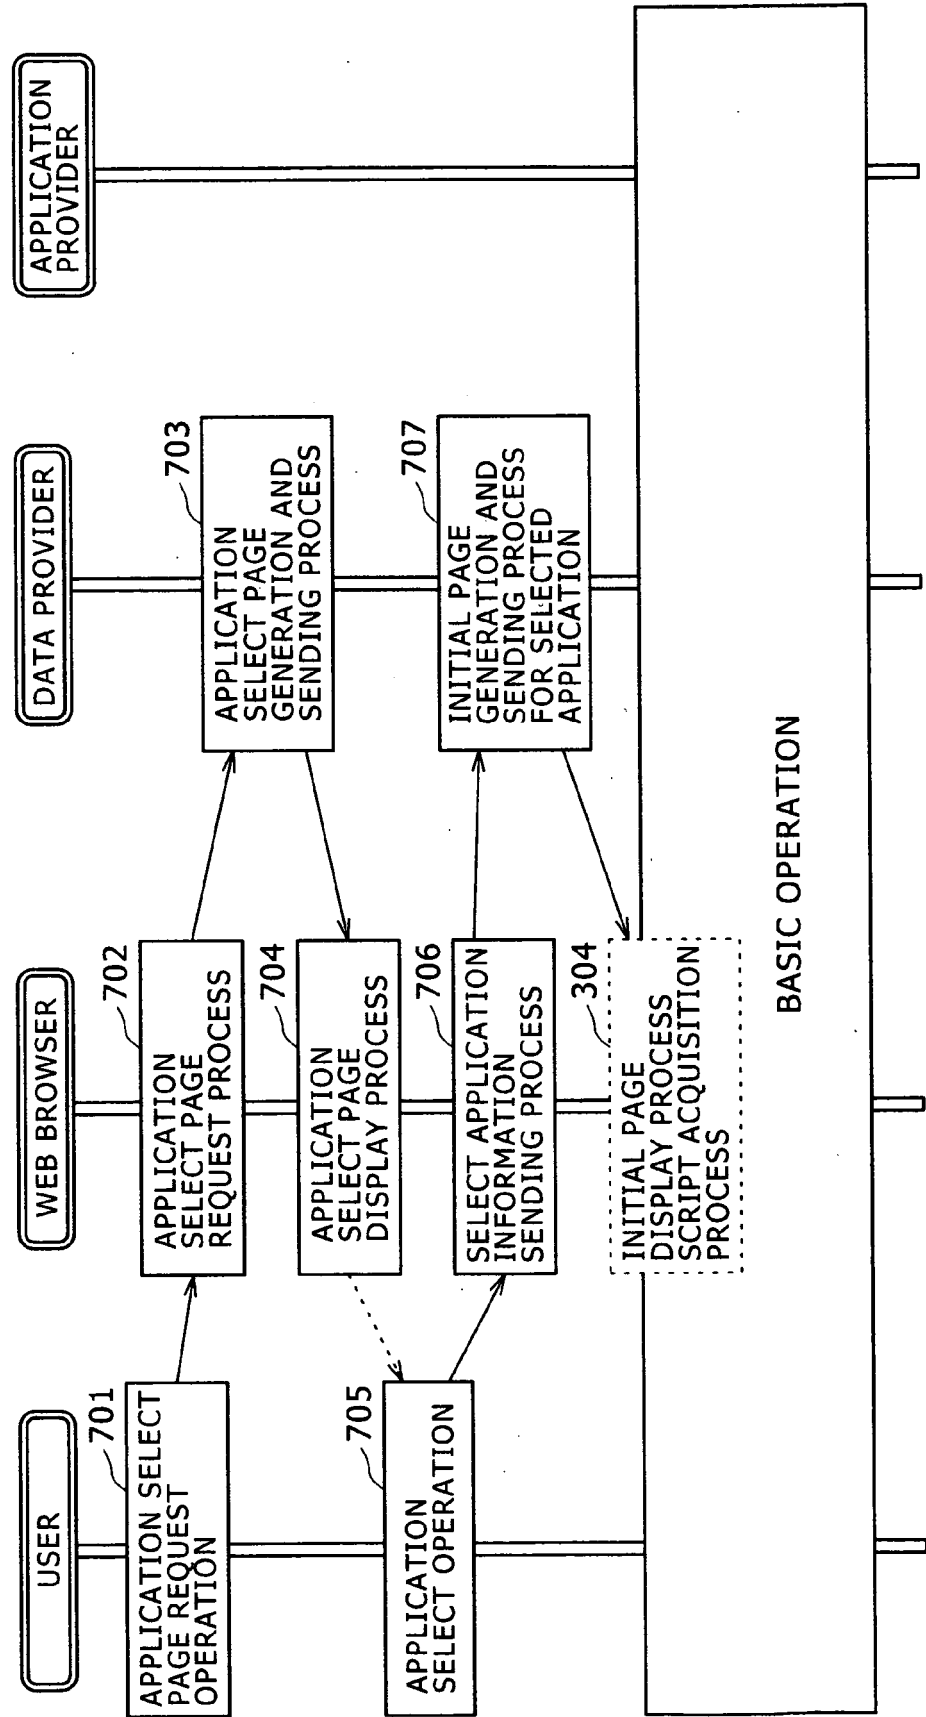 USER
WEB BROWSER
DATA PROVIDER
APPLICATION
PROVIDER
701
APPLICATION SELECT
PAGE REQUEST
OPERATION
702
APPLICATION
SELECT PAGE
REQUEST PROCESS
703
APPLICATION
SELECT PAGE
GENERATION AND
SENDING PROCESS
704
APPLICATION
SELECT PAGE
DISPLAY PROCESS
705
APPLICATION
SELECT OPERATION
706
SELECT APPLICATION
INFORMATION
SENDING PROCESS
707
INITIAL PAGE
GENERATION AND
SENDING PROCESS
FOR SELECTED
APPLICATION
304
INITIAL PAGE
DISPLAY PROCESS
SCRIPT ACQUISITION
PROCESS
BASIC OPERATION